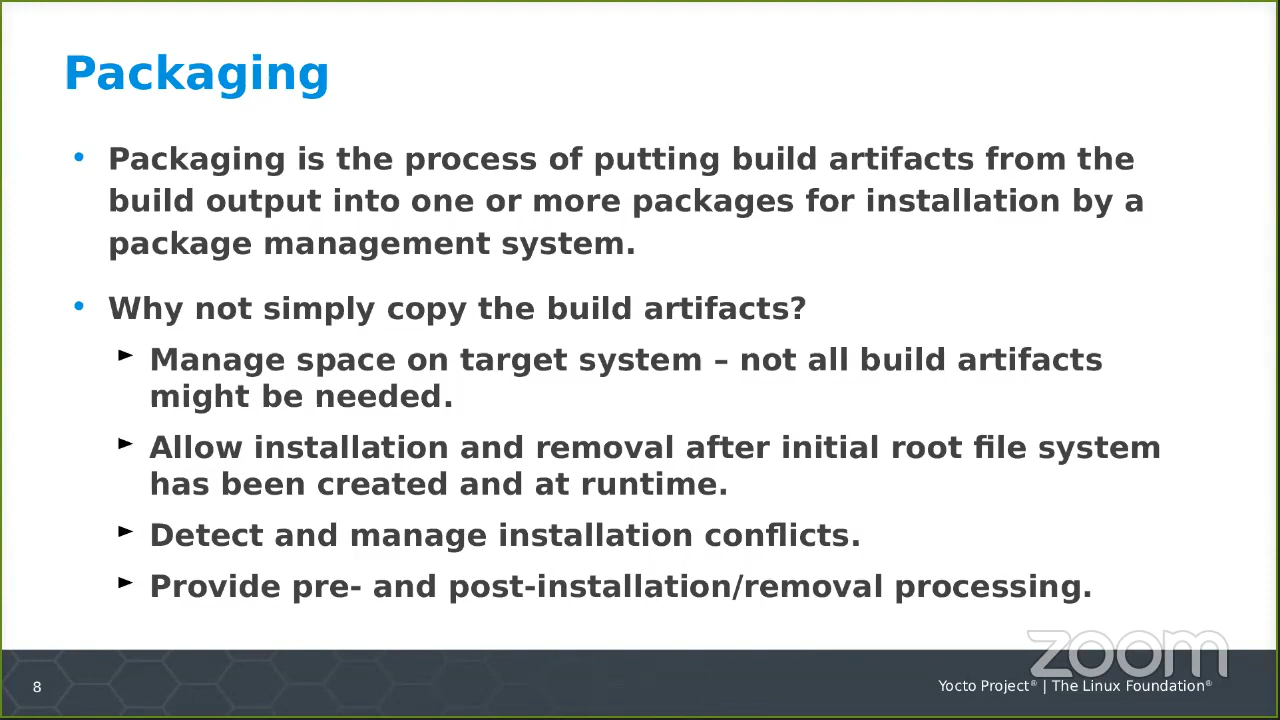 Packaging
• Packaging is the process of putting build artifacts from the
build output into one or more packages for installation by a
package management system.
• Why not simply copy the build artifacts?
► Manage space on target system – not all build artifacts
might be needed.
► Allow installation and removal after initial root file system
has been created and at runtime.
► Detect and manage installation conflicts.
► Provide pre- and post-installation/removal processing.
zoom
8
Yocto Project® | The Linux Foundation®